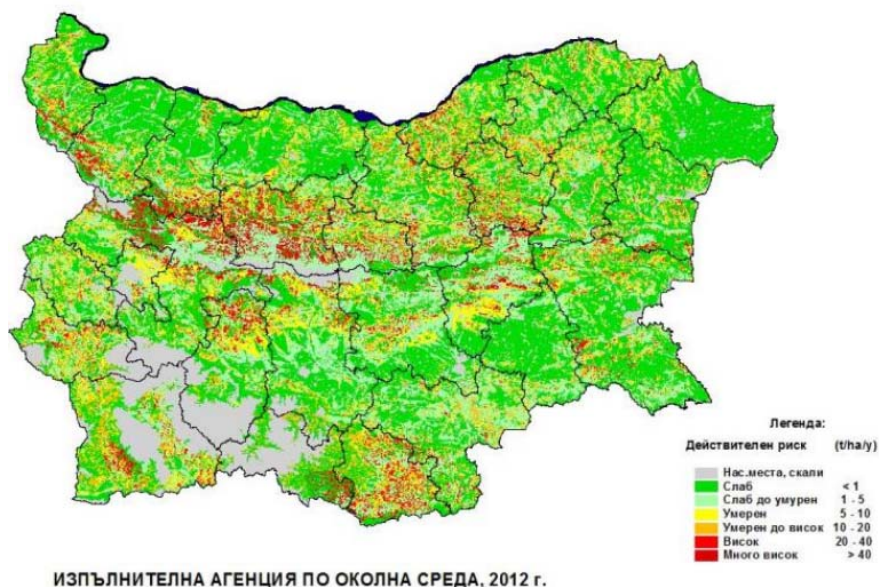 Легенда:
Действителен риск (t/ha/y)
Нас.места, скали
Слаб < 1
Слаб до умурен 1 - 5
Умерен 5 - 10
Умерен до висок 10 - 20
Висок 20 - 40
Много висок > 40
ИЗПЪЛНИТЕЛНА АГЕНЦИЯ ПО ОКОЛНА СРЕДА, 2012 г.